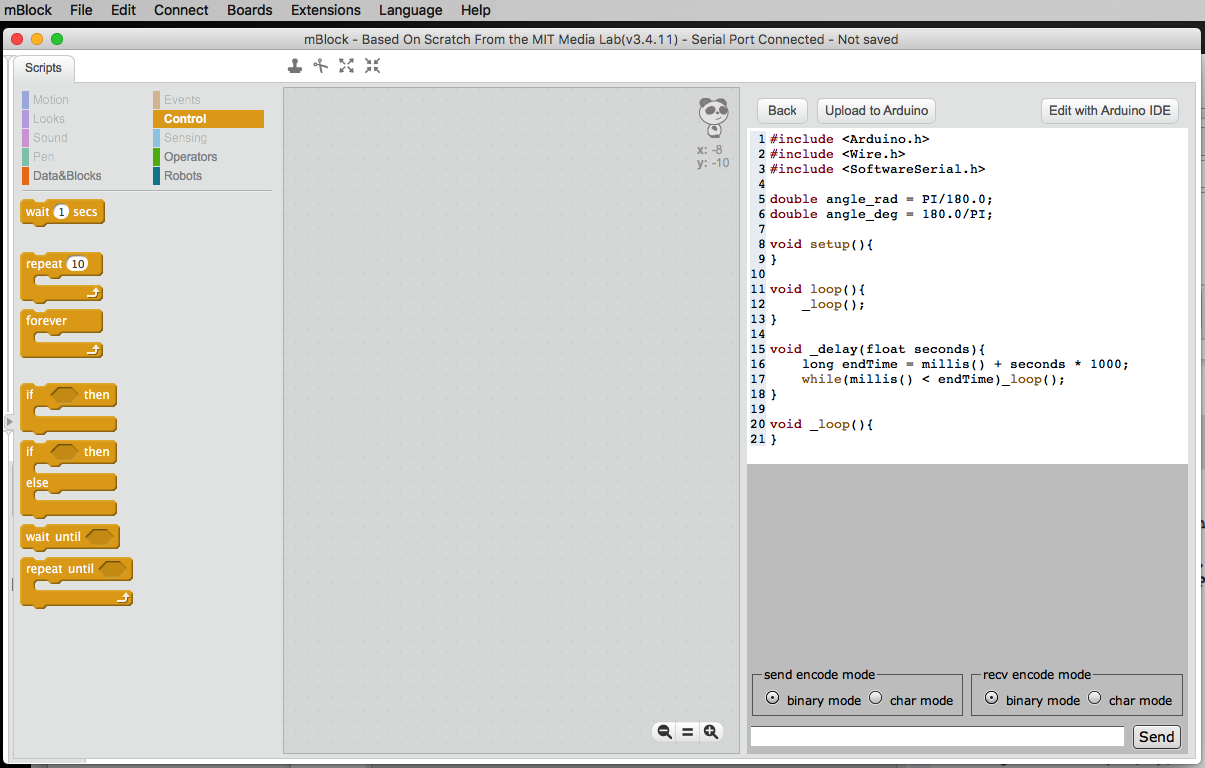 mBlock File Edit Connect Boards Extensions Language Help
mBlock - Based On Scratch From the MIT Media Lab(v3.4.11) - Serial Port Connected - Not saved
Scripts
Motion Events
Looks Control
Sound Sensing
Pen Operators
Data&Blocks Robots
wait 1 secs
repeat 10
forever
if then
if then
else
wait until
repeat until
x: -8
y: -10
Back Upload to Arduino Edit with Arduino IDE
1 #include <Arduino.h>
2 #include <Wire.h>
3 #include <SoftwareSerial.h>
4
5 double angle_rad = PI/180.0;
6 double angle_deg = 180.0/PI;
7
8 void setup(){
9 }
10
11 void loop(){
12     _loop();
13 }
14
15 void _delay(float seconds){
16     long endTime = millis() + seconds * 1000;
17     while(millis() < endTime)_loop();
18 }
19
20 void _loop(){
21 }
send encode mode recv encode mode
binary mode char mode binary mode char mode
Send